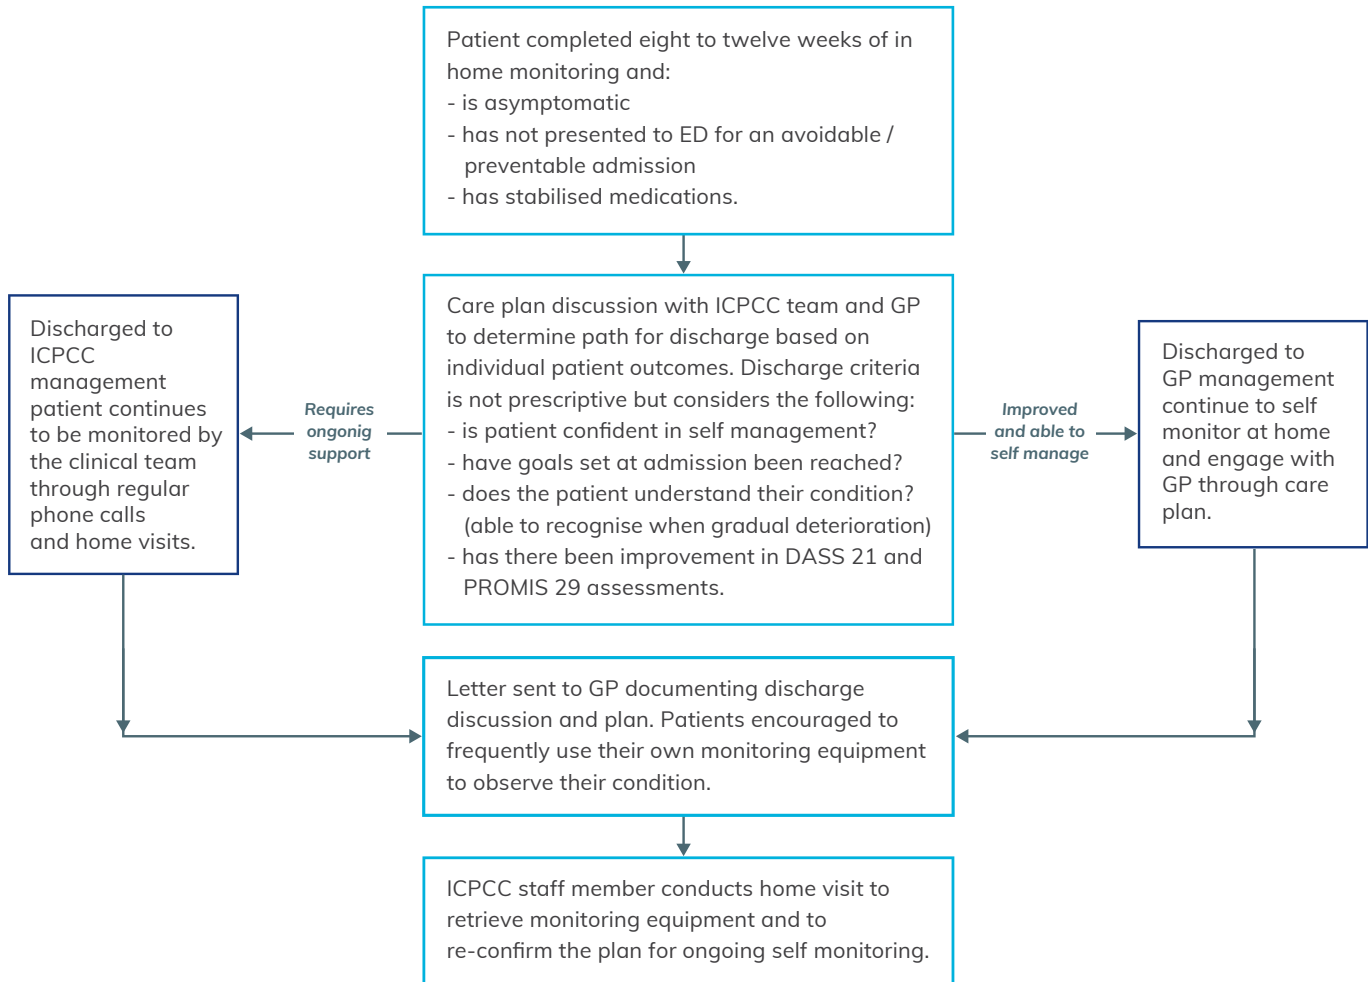 Patient completed eight to twelve weeks of in
home monitoring and:
- is asymptomatic
- has not presented to ED for an avoidable /
preventable admission
- has stabilised medications.
Care plan discussion with ICPCC team and GP
to determine path for discharge based on
individual patient outcomes. Discharge criteria
is not prescriptive but considers the following:
- is patient confident in self management?
- have goals set at admission been reached?
- does the patient understand their condition?
(able to recognise when gradual deterioration)
- has there been improvement in DASS 21 and
PROMIS 29 assessments.
Requires
ongonig
support
Discharged to
ICPCC
management
patient continues
to be monitored by
the clinical team
through regular
phone calls
and home visits.
Improved
and able to
self manage
Discharged to
GP management
continue to self
monitor at home
and engage with
GP through care
plan.
Letter sent to GP documenting discharge
discussion and plan. Patients encouraged to
frequently use their own monitoring equipment
to observe their condition.
ICPCC staff member conducts home visit to
retrieve monitoring equipment and to
re-confirm the plan for ongoing self monitoring.